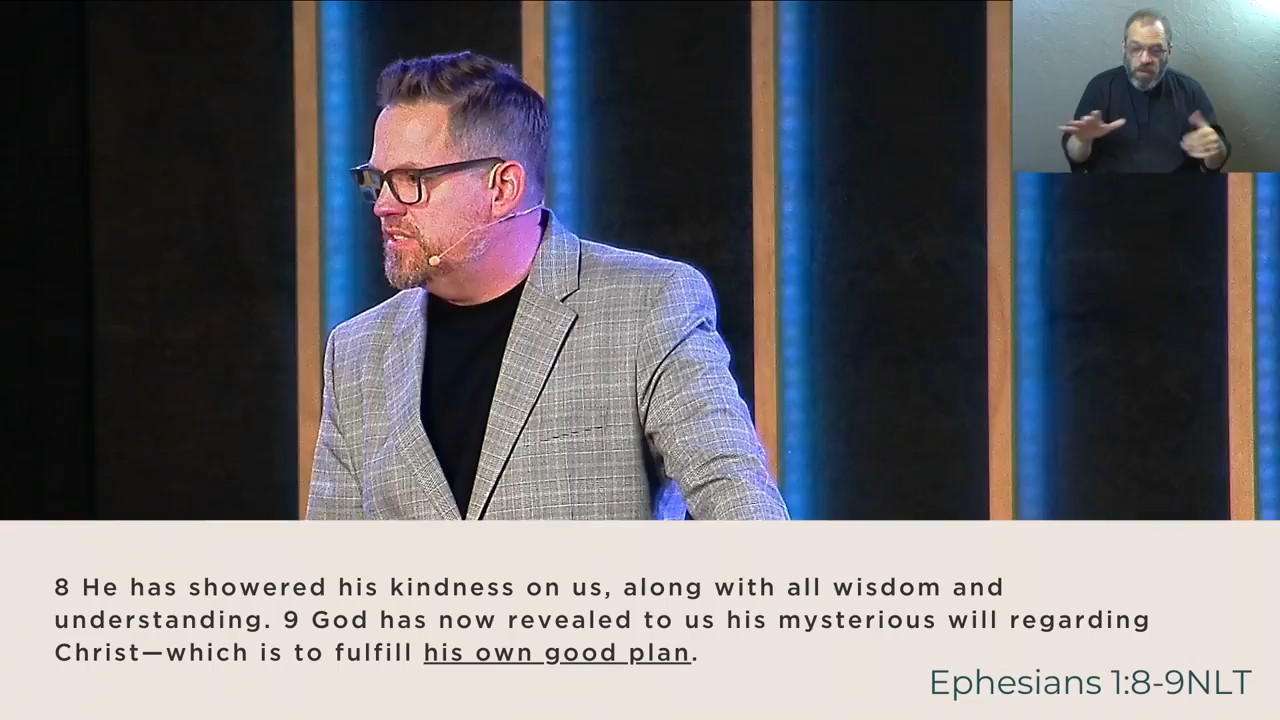 8 He has showered his kindness on us, along with all wisdom and
understanding. 9 God has now revealed to us his mysterious will regarding
Christ—which is to fulfill his own good plan.
Ephesians 1:8-9NLT